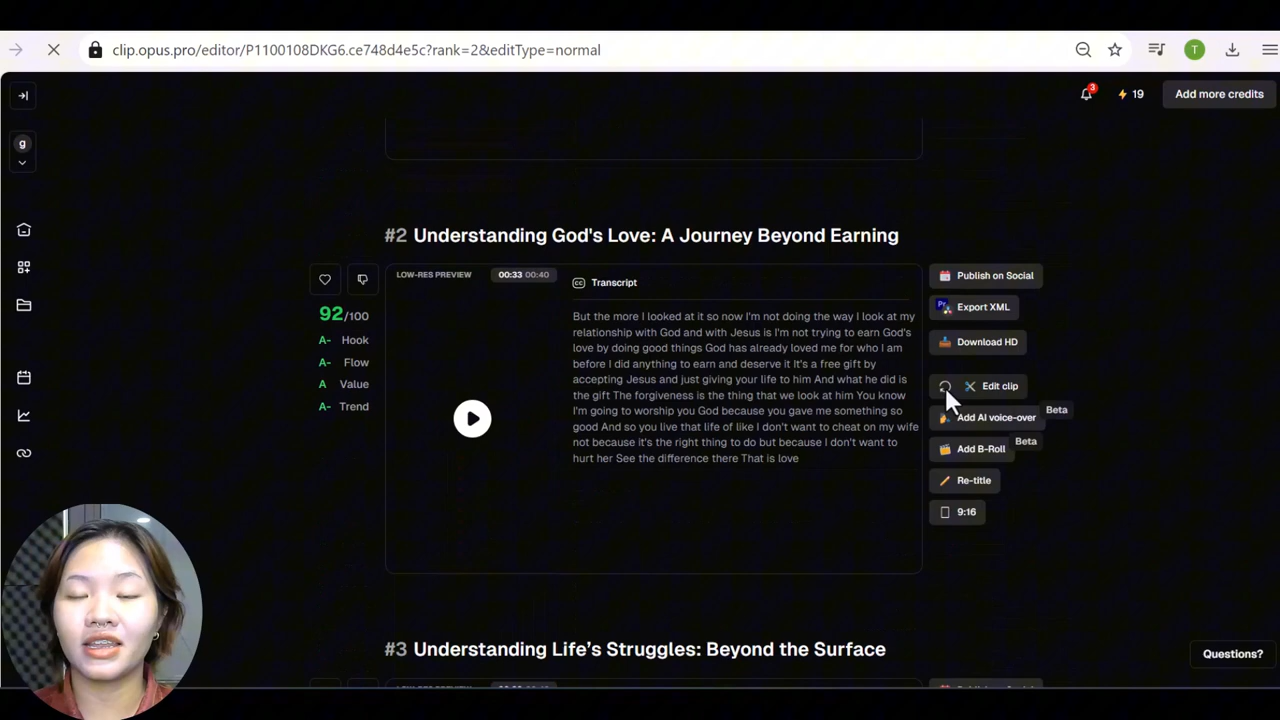 clip.opus.pro/editor/P1100108DKG6.ce748d4e5c?rank=2&editType=normal
T
3
19
Add more credits
g
#2 Understanding God's Love: A Journey Beyond Earning
LOW-RES PREVIEW
00:33 00:40
CC Transcript
But the more I looked at it so now I'm not doing the way I look at my
relationship with God and with Jesus is I'm not trying to earn God's
love by doing good things God has already loved me for who I am
before I did anything to earn and deserve it It's a free gift by
accepting Jesus and just giving your life to him And what he did is
the gift The forgiveness is the thing that we look at him You know
I'm going to worship you God because you gave me something so
good And so you live that life of like I don't want to cheat on my wife
not because it's the right thing to do but because I don't want to
hurt her See the difference there That is love
92/100
A- Hook
A- Flow
A Value
A- Trend
Publish on Social
Pr Export XML
Download HD
Edit clip
Add AI voice-over Beta
Add B-Roll Beta
Re-title
9:16
#3 Understanding Life's Struggles: Beyond the Surface
Questions?